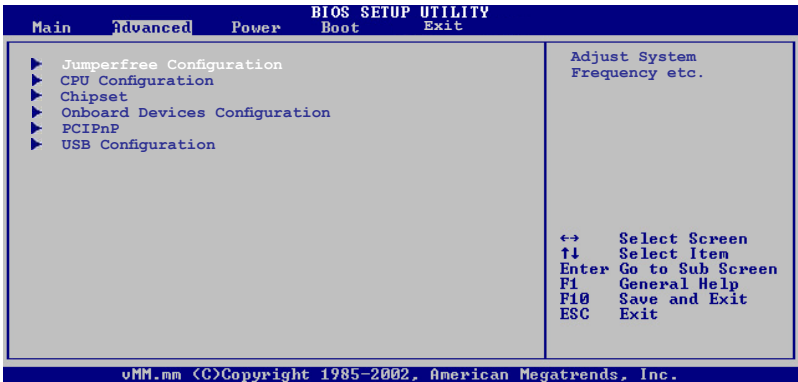 BIOS SETUP UTILITY
Main Advanced Power Boot Exit
Jumperfree Configuration
CPU Configuration
Chipset
Onboard Devices Configuration
PCIPnP
USB Configuration
Adjust System
Frequency etc.
←→ Select Screen
↑↓ Select Item
Enter Go to Sub Screen
F1 General Help
F10 Save and Exit
ESC Exit
vMM.mm (C)Copyright 1985-2002, American Megatrends, Inc.